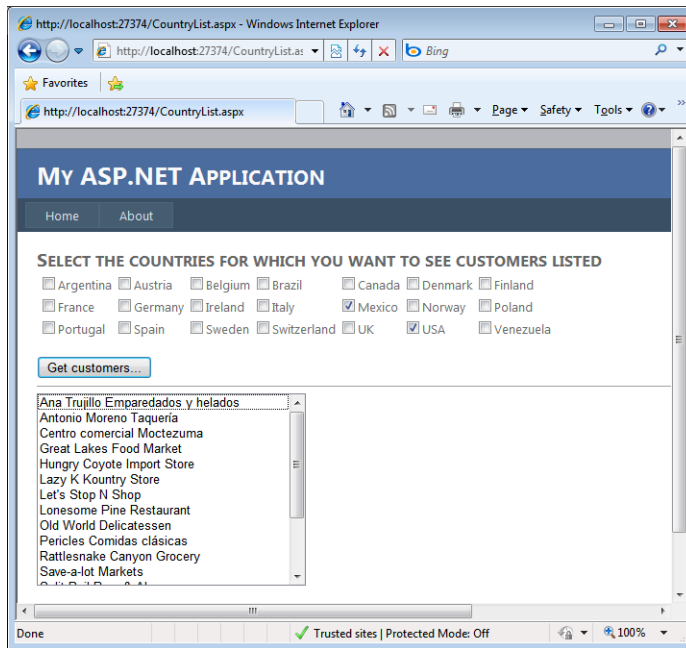 http://localhost:27374/CountryList.aspx - Windows Internet Explorer
http://localhost:27374/CountryList.as
Bing
Favorites
http://localhost:27374/CountryList.aspx
Page Safety Tools »
MY ASP.NET APPLICATION
Home About
SELECT THE COUNTRIES FOR WHICH YOU WANT TO SEE CUSTOMERS LISTED
Argentina Austria Belgium Brazil Canada Denmark Finland
France Germany Ireland Italy Mexico Norway Poland
Portugal Spain Sweden Switzerland UK USA Venezuela
Get customers...
Ana Trujillo Emparedados y helados
Antonio Moreno Taquería
Centro comercial Moctezuma
Great Lakes Food Market
Hungry Coyote Import Store
Lazy K Kountry Store
Let's Stop N Shop
Lonesome Pine Restaurant
Old World Delicatessen
Pericles Comidas clásicas
Rattlesnake Canyon Grocery
Save-a-lot Markets
Done Trusted sites | Protected Mode: Off 100%